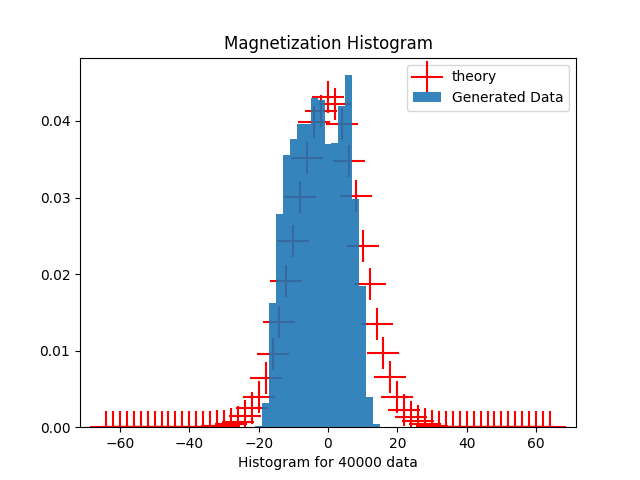 Magnetization Histogram
theory
Generated Data
0.04
0.03
0.02
0.01
0.00
−60 −40 −20 0 20 40 60
Histogram for 40000 data